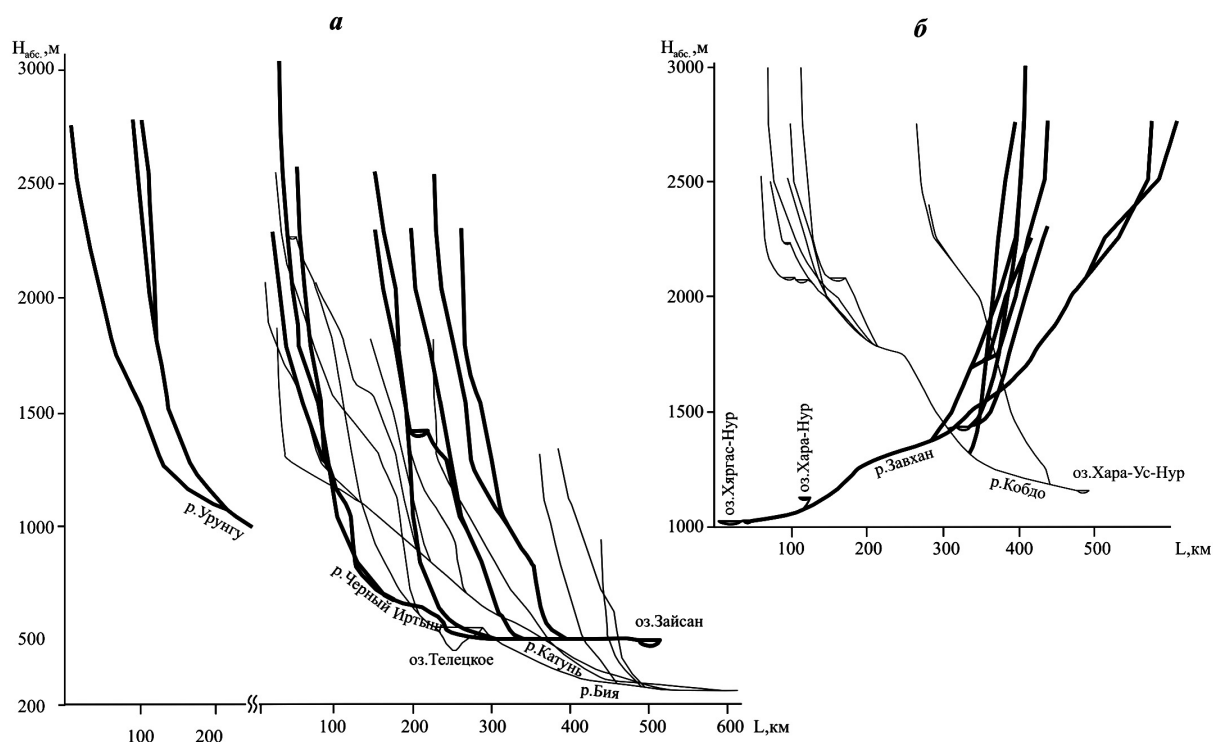 а
Набс.,м
3000
2500
2000
1500
1000
500
200
р.Урунгу
р.Черный Иртыш
оз.Телецкое
р.Катунь
р.Бия
оз.Зайсан
100
200
100
200
300
400
500
600
L,км
б
Набс.,м
3000
2500
2000
1500
1000
оз.Хяргас-Нур
оз.Хара-Нур
р.Завхан
р.Кобдо
оз.Хара-Ус-Нур
100
200
300
400
500
L,км